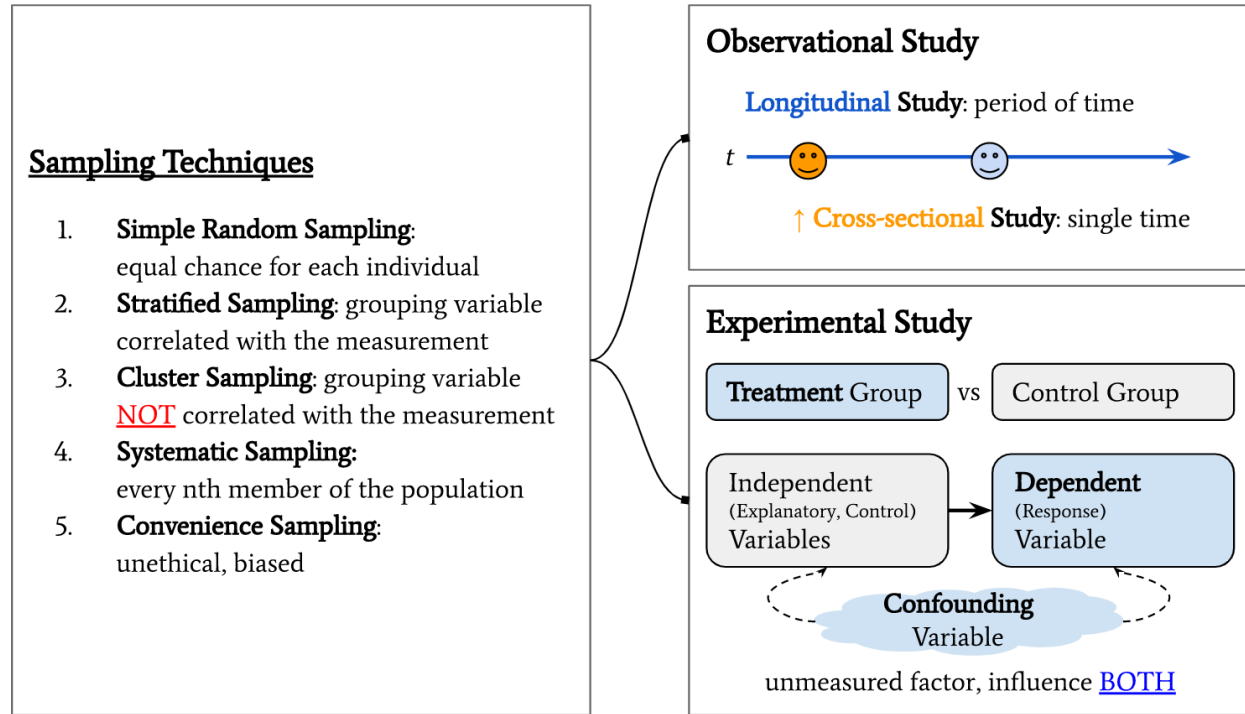 Sampling Techniques
1. Simple Random Sampling:
equal chance for each individual
2. Stratified Sampling: grouping variable
correlated with the measurement
3. Cluster Sampling: grouping variable
NOT correlated with the measurement
4. Systematic Sampling:
every nth member of the population
5. Convenience Sampling:
unethical, biased
Observational Study
Longitudinal Study: period of time
t
↑ Cross-sectional Study: single time
Experimental Study
Treatment Group vs Control Group
Independent
(Explanatory, Control)
Variables
Dependent
(Response)
Variable
Confounding
Variable
unmeasured factor, influence BOTH